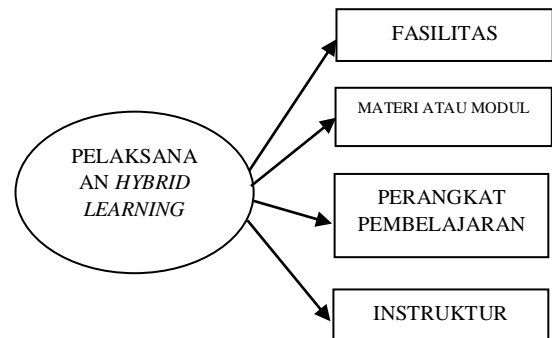 PELAKSANA
AN HYBRID
LEARNING
FASILITAS
MATERI ATAU MODUL
PERANGKAT
PEMBELAJARAN
INSTRUKTUR